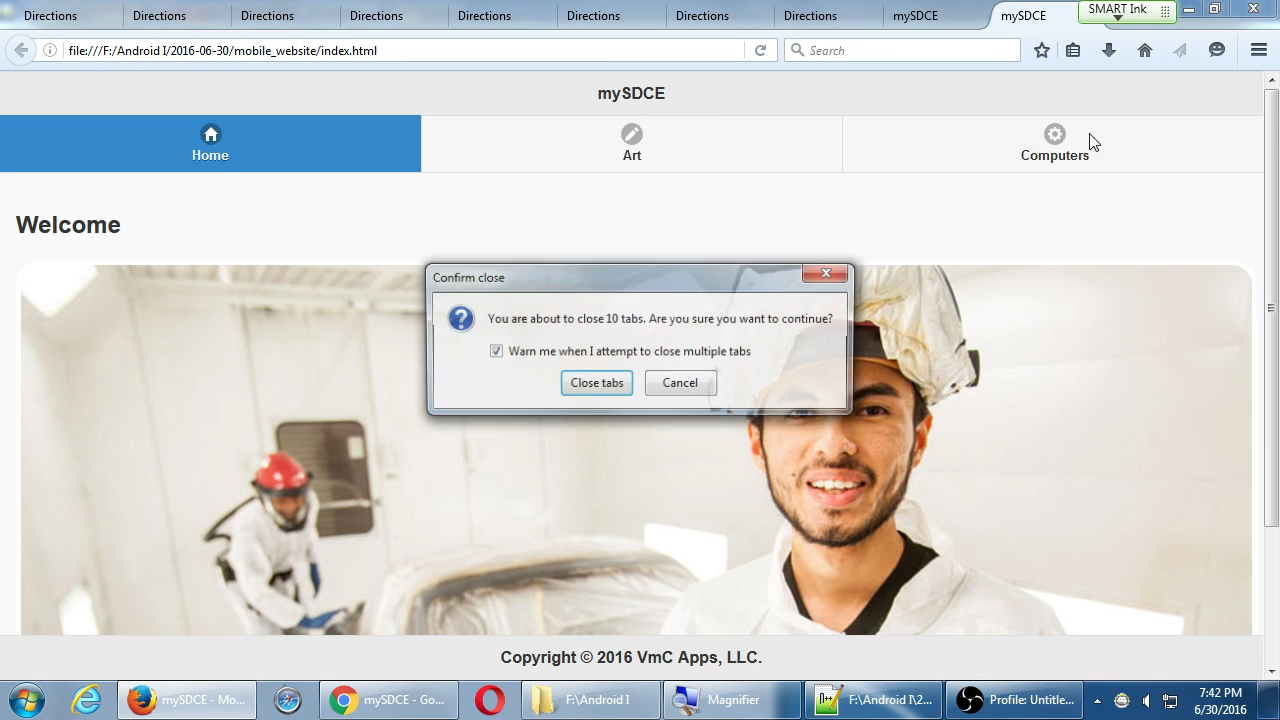 Directions Directions Directions Directions Directions Directions Directions Directions mySDCE mySDCE SMART Ink
file:///F:/Android I/2016-06-30/mobile_website/index.html Search
mySDCE
Home Art Computers
Welcome
Confirm close
You are about to close 10 tabs. Are you sure you want to continue?
Warn me when I attempt to close multiple tabs
Close tabs Cancel
Copyright © 2016 VmC Apps, LLC.
mySDCE - Mo... mySDCE - Go... F:\Android I Magnifier F:\Android I\2... Profile: Untitle... 7:42 PM
6/30/2016